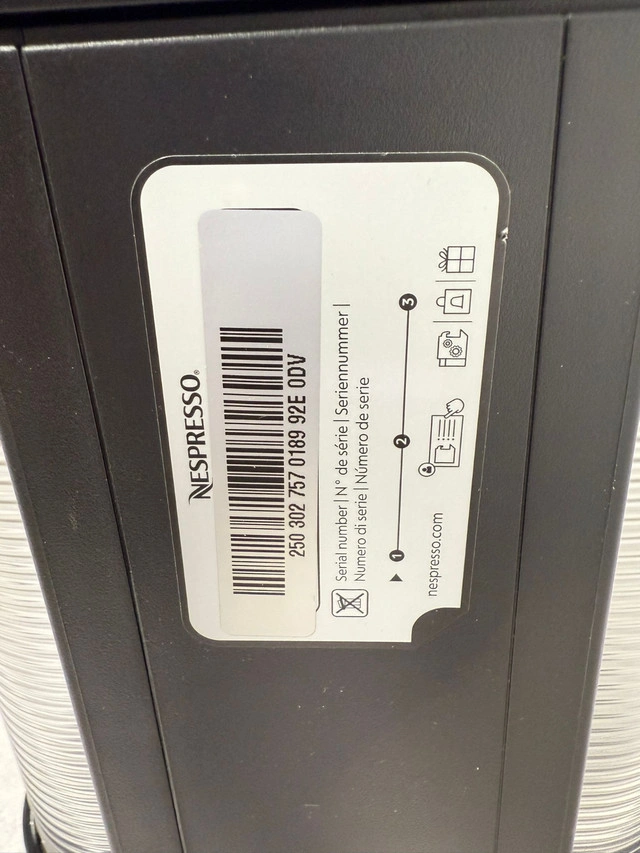 NESPRESSO®
250 302 757 0189 92E 0DV
Serial number | N° de série | Seriennummer |
Numero di serie | Número de serie
1 2 3
nespresso.com